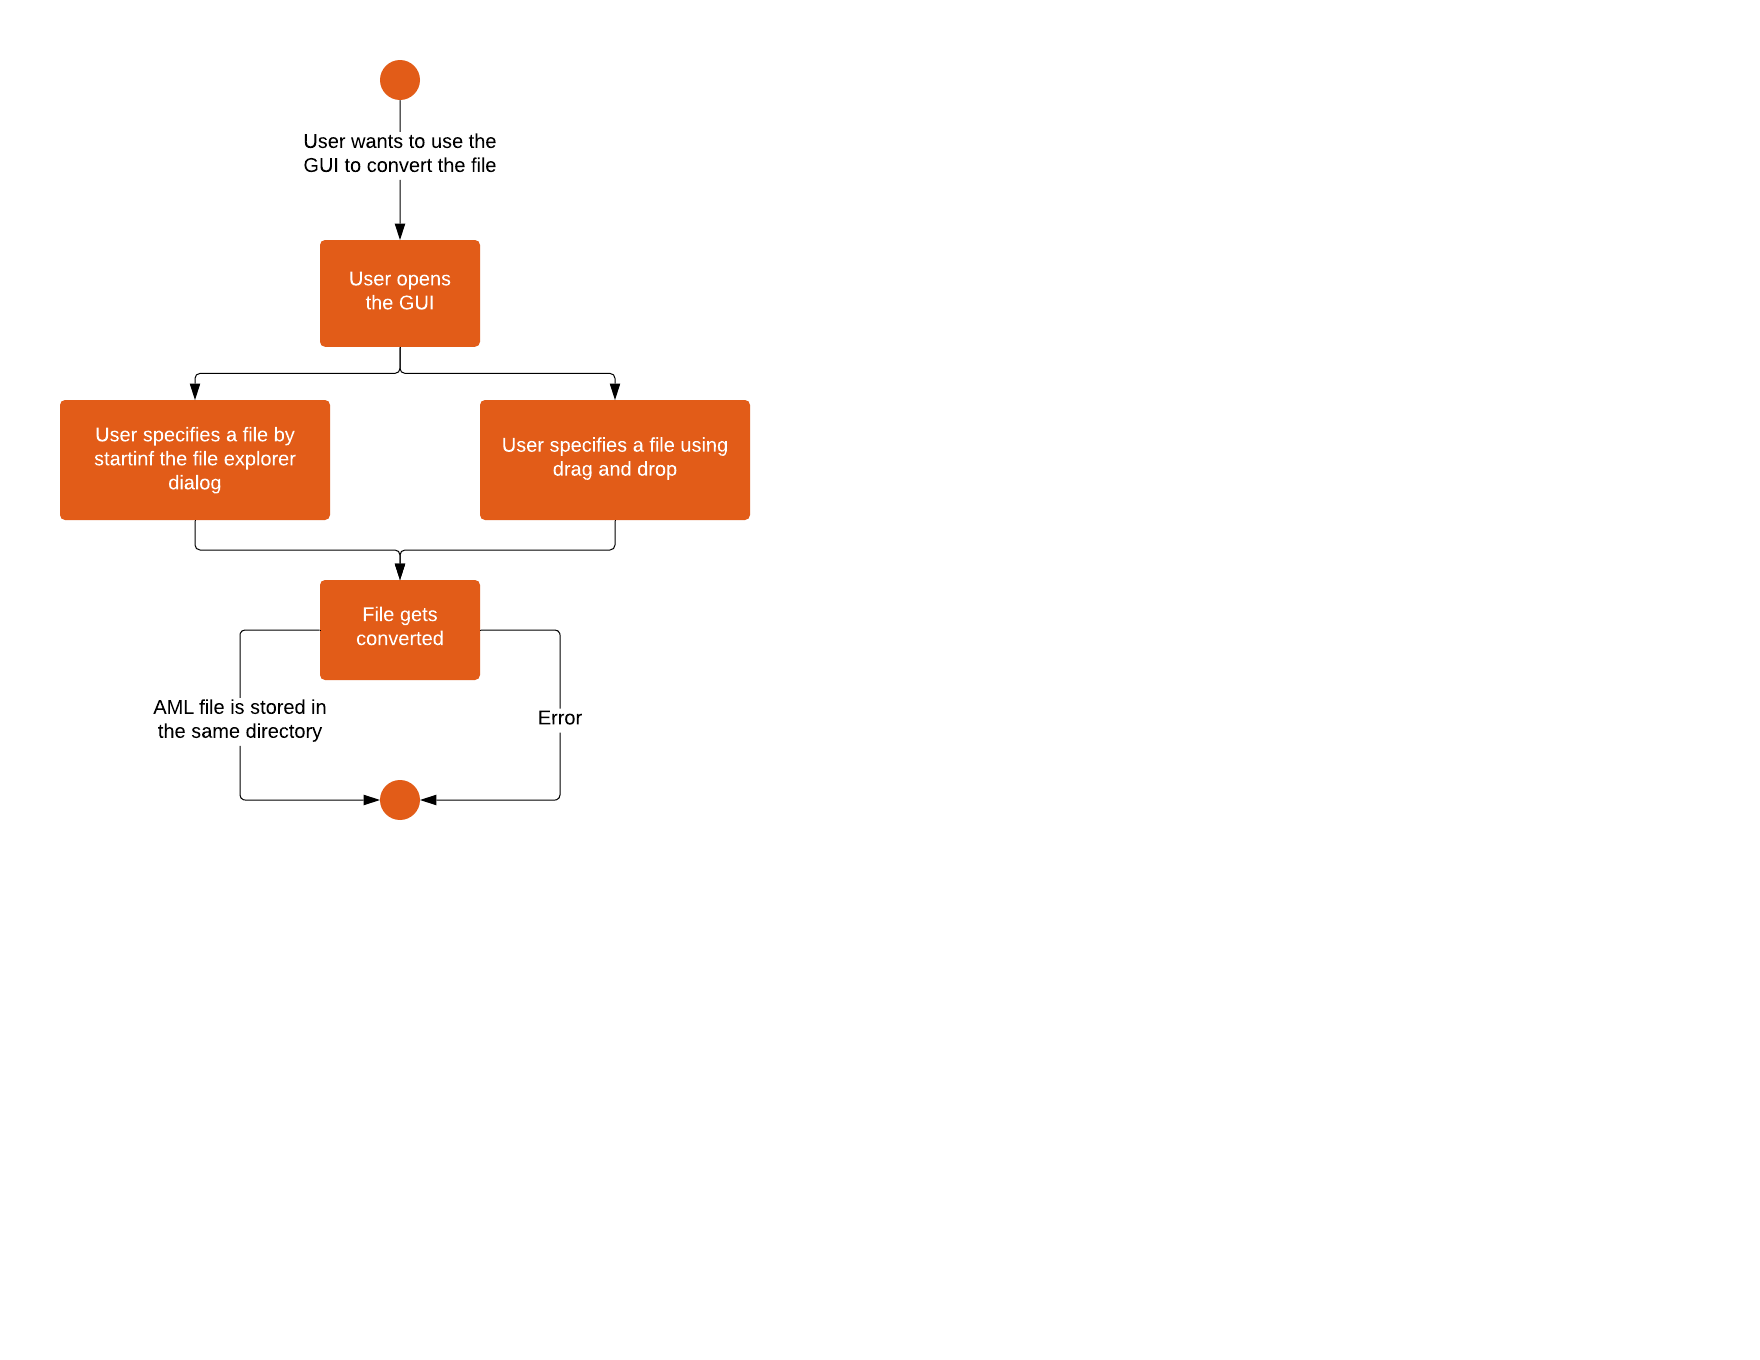 User wants to use the
GUI to convert the file
User opens
the GUI
User specifies a file by
startinf the file explorer
dialog
User specifies a file using
drag and drop
File gets
converted
AML file is stored in
the same directory
Error